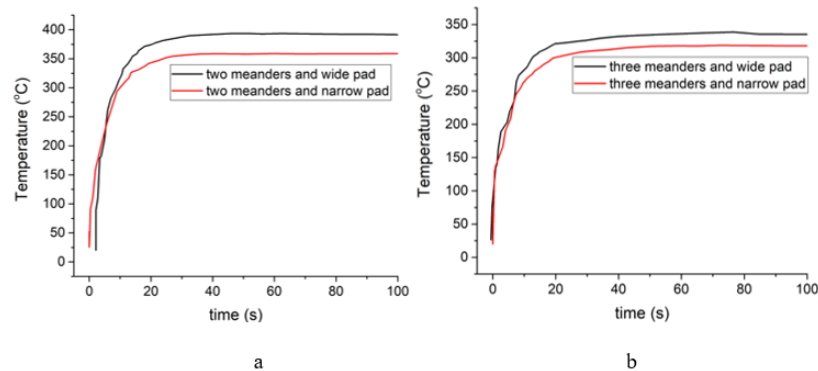 400
350
300
250
200
150
100
50
0
Temperature (°C)
two meanders and wide pad
two meanders and narrow pad
0 20 40 60 80 100
time (s)
a
350
300
250
200
150
100
50
0
Temperature (°C)
three meanders and wide pad
three meanders and narrow pad
0 20 40 60 80 100
time (s)
b